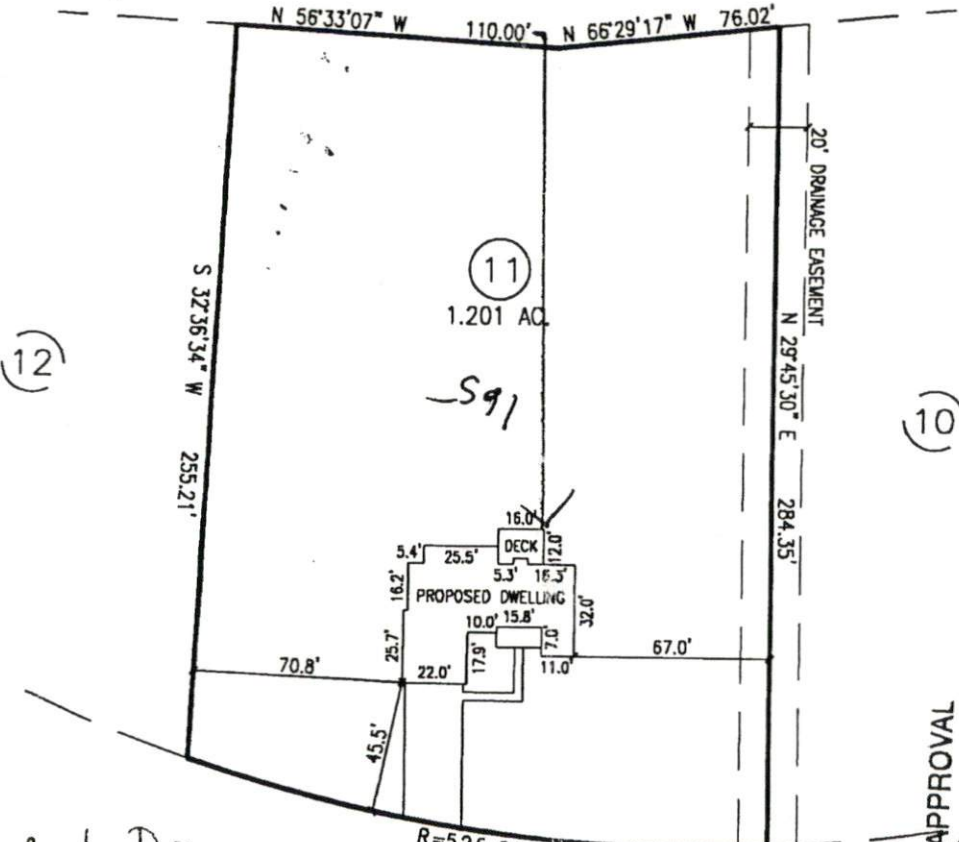 N 56°33'07" W 110.00' N 66°29'17" W 76.02'
20' DRAINAGE EASEMENT
11
1.201 AC.
S 32°36'34" W 255.21'
N 29°45'30" E 284.35'
12
10
16.0'
DECK
12.0'
5.4'
25.5'
5.3'
16.3'
16.2'
PROPOSED DWELLING
32.0'
10.0'
15.8'
7.0'
25.7'
17.9'
11.0'
67.0'
70.8'
22.0'
45.5'
APPROVAL